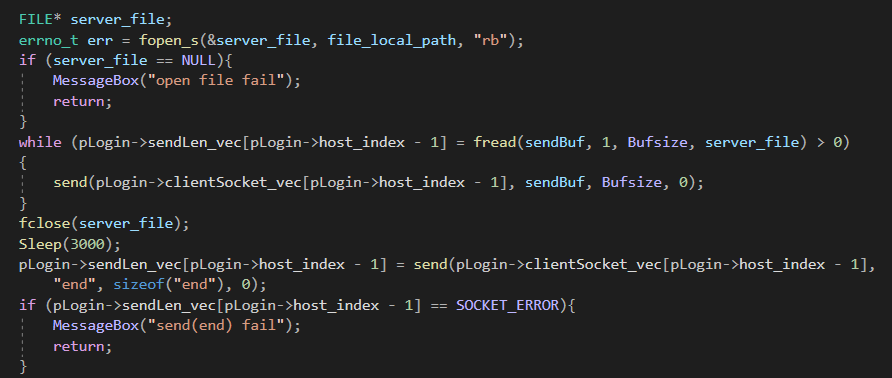 FILE* server_file;
errno_t err = fopen_s(&server_file, file_local_path, "rb");
if (server_file == NULL){
    MessageBox("open file fail");
    return;
}
while (pLogin->sendLen_vec[pLogin->host_index - 1] = fread(sendBuf, 1, Bufsize, server_file) > 0)
{
    send(pLogin->clientSocket_vec[pLogin->host_index - 1], sendBuf, Bufsize, 0);
}
fclose(server_file);
Sleep(3000);
pLogin->sendLen_vec[pLogin->host_index - 1] = send(pLogin->clientSocket_vec[pLogin->host_index - 1],
    "end", sizeof("end"), 0);
if (pLogin->sendLen_vec[pLogin->host_index - 1] == SOCKET_ERROR){
    MessageBox("send(end) fail");
    return;
}